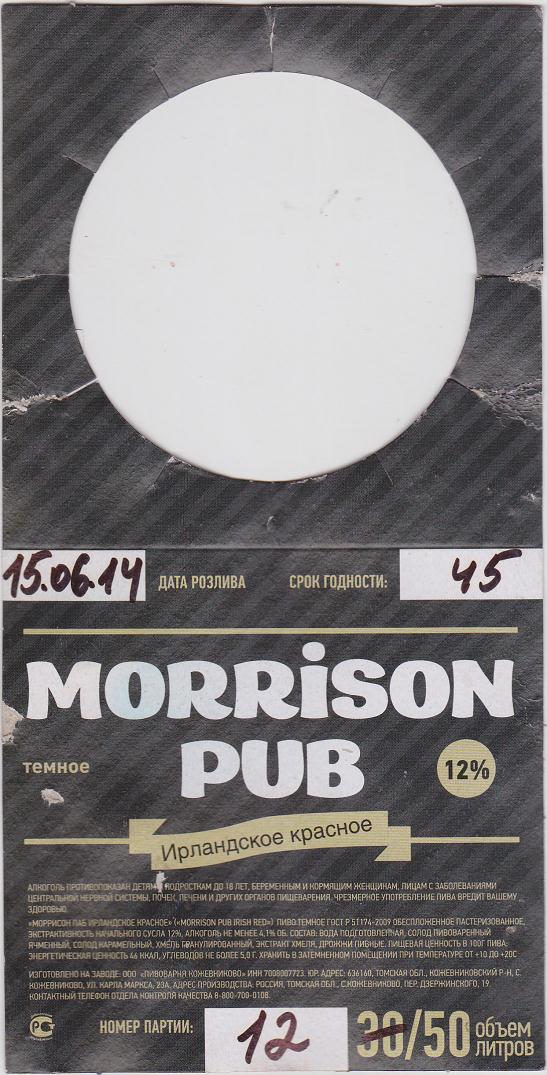 15.06.14 ДАТА РОЗЛИВА СРОК ГОДНОСТИ: 45
MORRiSON
PUB
темное
12%
Ирландское красное
АЛКОГОЛЬ ПРОТИВОПОКАЗАН ДЕТЯМ И ПОДРОСТКАМ ДО 18 ЛЕТ, БЕРЕМЕННЫМ И КОРМЯЩИМ ЖЕНЩИНАМ, ЛИЦАМ С ЗАБОЛЕВАНИЯМИ
ЦЕНТРАЛЬНОЙ НЕРВНОЙ СИСТЕМЫ, ПОЧЕК, ПЕЧЕНИ И ДРУГИХ ОРГАНОВ ПИЩЕВАРЕНИЯ. ЧРЕЗМЕРНОЕ УПОТРЕБЛЕНИЕ ПИВА ВРЕДИТ ВАШЕМУ
ЗДОРОВЬЮ.
«МОРРИСОН ПАБ ИРЛАНДСКОЕ КРАСНОЕ» («MORRISON PUB IRISH RED») ПИВО ТЕМНОЕ ГОСТ Р 51174-2009 ОБЕСПЛОЖЕННОЕ ПАСТЕРИЗОВАННОЕ,
ЭКСТРАКТИВНОСТЬ НАЧАЛЬНОГО СУСЛА 12%, АЛКОГОЛЬ НЕ МЕНЕЕ 4,1% ОБ. СОСТАВ: ВОДА ПОДГОТОВЛЕННАЯ, СОЛОД ПИВОВАРЕННЫЙ
ЯЧМЕННЫЙ, СОЛОД КАРАМЕЛЬНЫЙ, ХМЕЛЬ ГРАНУЛИРОВАННЫЙ, ЭКСТРАКТ ХМЕЛЯ, ДРОЖЖИ ПИВНЫЕ. ПИЩЕВАЯ ЦЕННОСТЬ В 100Г ПИВА:
ЭНЕРГЕТИЧЕСКАЯ ЦЕННОСТЬ 46 ККАЛ, УГЛЕВОДОВ НЕ БОЛЕЕ 5,0 Г. ХРАНИТЬ В ЗАТЕМНЕННОМ ПОМЕЩЕНИИ ПРИ ТЕМПЕРАТУРЕ ОТ +10 ДО +20С
ИЗГОТОВЛЕНО НА ЗАВОДЕ: ООО «ПИВОВАРНЯ КОЖЕВНИКОВО» ИНН 7008007723. ЮР. АДРЕС: 636160, ТОМСКАЯ ОБЛ., КОЖЕВНИКОВСКИЙ Р-Н, С.
КОЖЕВНИКОВО, УЛ. КАРЛА МАРКСА, 23А, АДРЕС ПРОИЗВОДСТВА: РОССИЯ, ТОМСКАЯ ОБЛ., С.КОЖЕВНИКОВО, ПЕР. ДЗЕРЖИНСКОГО, 19
КОНТАКТНЫЙ ТЕЛЕФОН ОТДЕЛА КОНТРОЛЯ КАЧЕСТВА 8-800-700-0108.
НОМЕР ПАРТИИ: 12 30/50 объем
литров